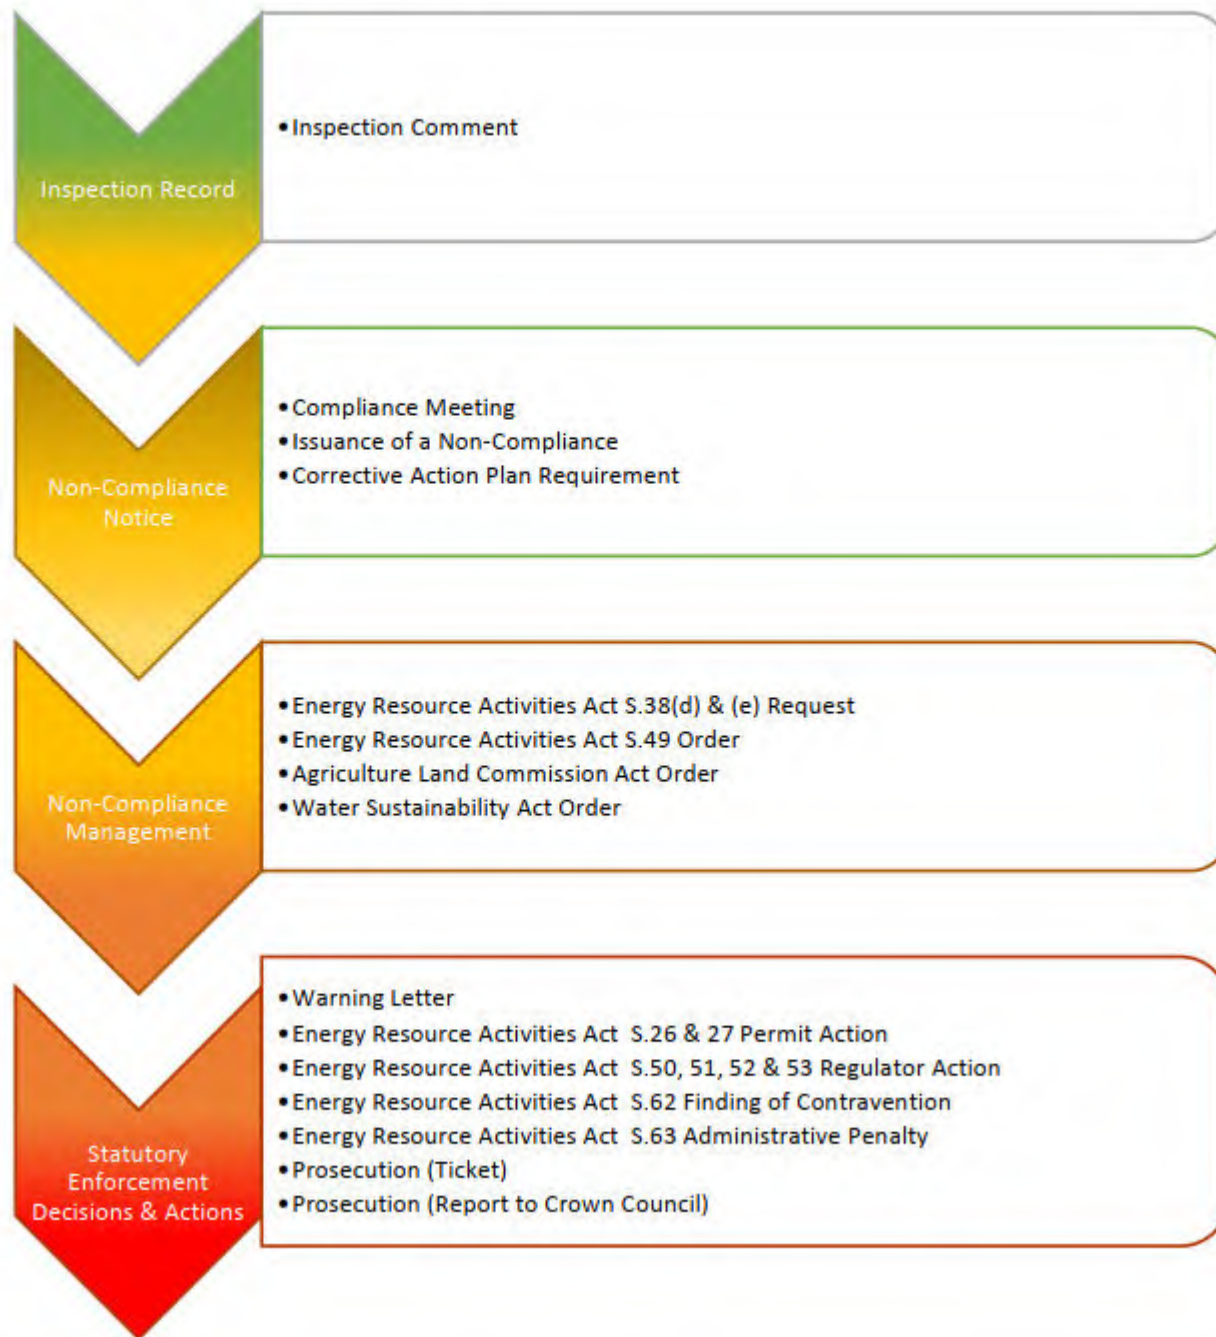 Inspection Record
•Inspection Comment
Non-Compliance
Notice
•Compliance Meeting
•Issuance of a Non-Compliance
•Corrective Action Plan Requirement
Non-Compliance
Management
•Energy Resource Activities Act S.38(d) & (e) Request
•Energy Resource Activities Act S.49 Order
•Agriculture Land Commission Act Order
•Water Sustainability Act Order
Statutory
Enforcement
Decisions & Actions
•Warning Letter
•Energy Resource Activities Act  S.26 & 27 Permit Action
•Energy Resource Activities Act  S.50, 51, 52 & 53 Regulator Action
•Energy Resource Activities Act  S.62 Finding of Contravention
•Energy Resource Activities Act  S.63 Administrative Penalty
•Prosecution (Ticket)
•Prosecution (Report to Crown Council)